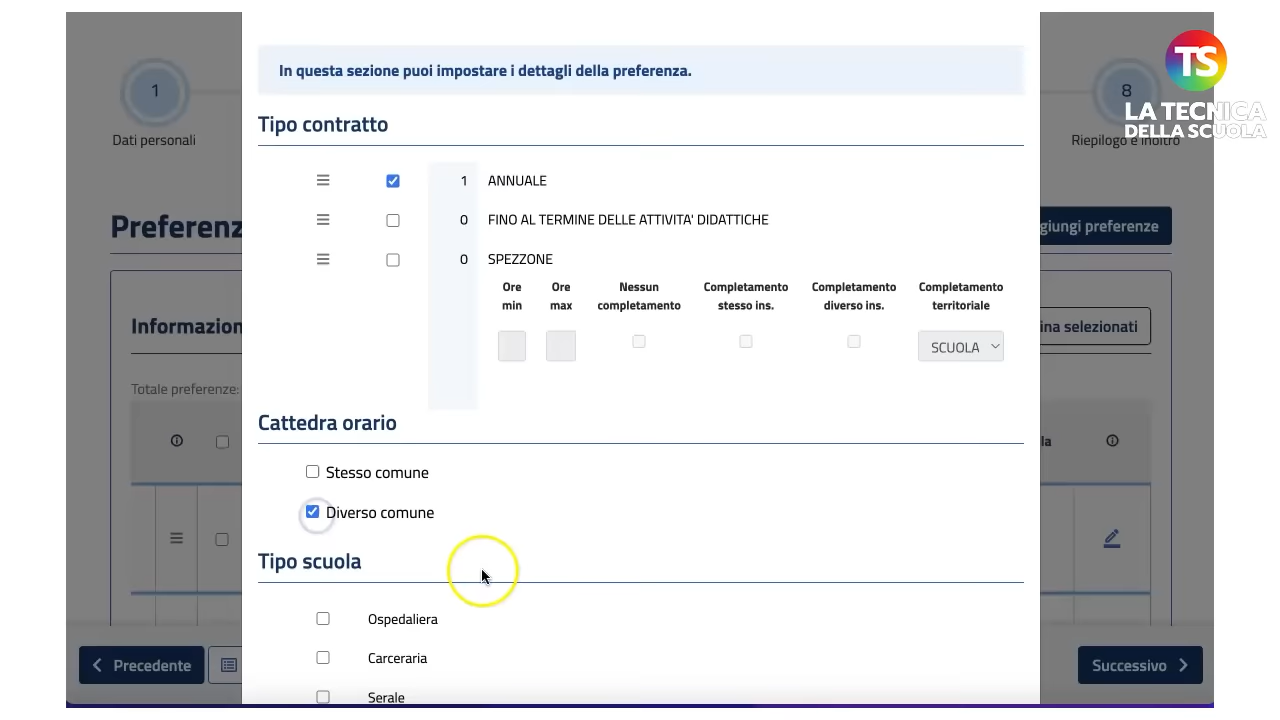 In questa sezione puoi impostare i dettagli della preferenza.
TS
LA TECNICA
DELLA SCUOLA
1
8
Dati personali
Riepilogo e inoltro
Tipo contratto
1 ANNUALE
0 FINO AL TERMINE DELLE ATTIVITA' DIDATTICHE
0 SPEZZONE
Preferenz
giungi preferenze
Ore min
Ore max
Nessun completamento
Completamento stesso ins.
Completamento diverso ins.
Completamento territoriale
SCUOLA
Informazion
ina selezionati
Totale preferenze:
Cattedra orario
la
Stesso comune
Diverso comune
Tipo scuola
Ospedaliera
Carceraria
Serale
Precedente
Successivo